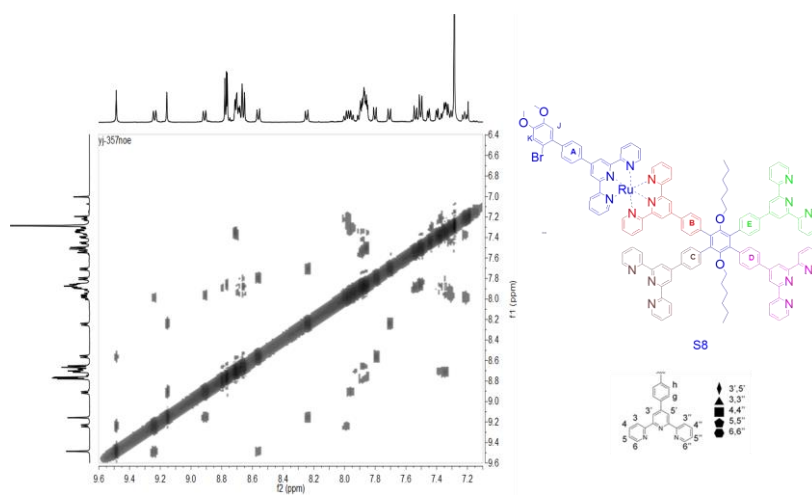 yj-357noe
6.4
6.6
6.8
7.0
7.2
7.4
7.6
7.8
8.0
8.2
8.4
8.6
8.8
9.0
9.2
9.4
9.6
f1 (ppm)
9.6 9.4 9.2 9.0 8.8 8.6 8.4 8.2 8.0 7.8 7.6 7.4 7.2
f2 (ppm)
O
O J
K A
Br N
N
N
Ru
N
N
N
B
O
E
N
N
N
C
O
D
N
N
N
N
N
N
S8
h
g
3' 5'
4 3 3'' 4''
5 N N N 5''
6 6''
3',5'
3,3''
4,4''
5,5''
6,6''